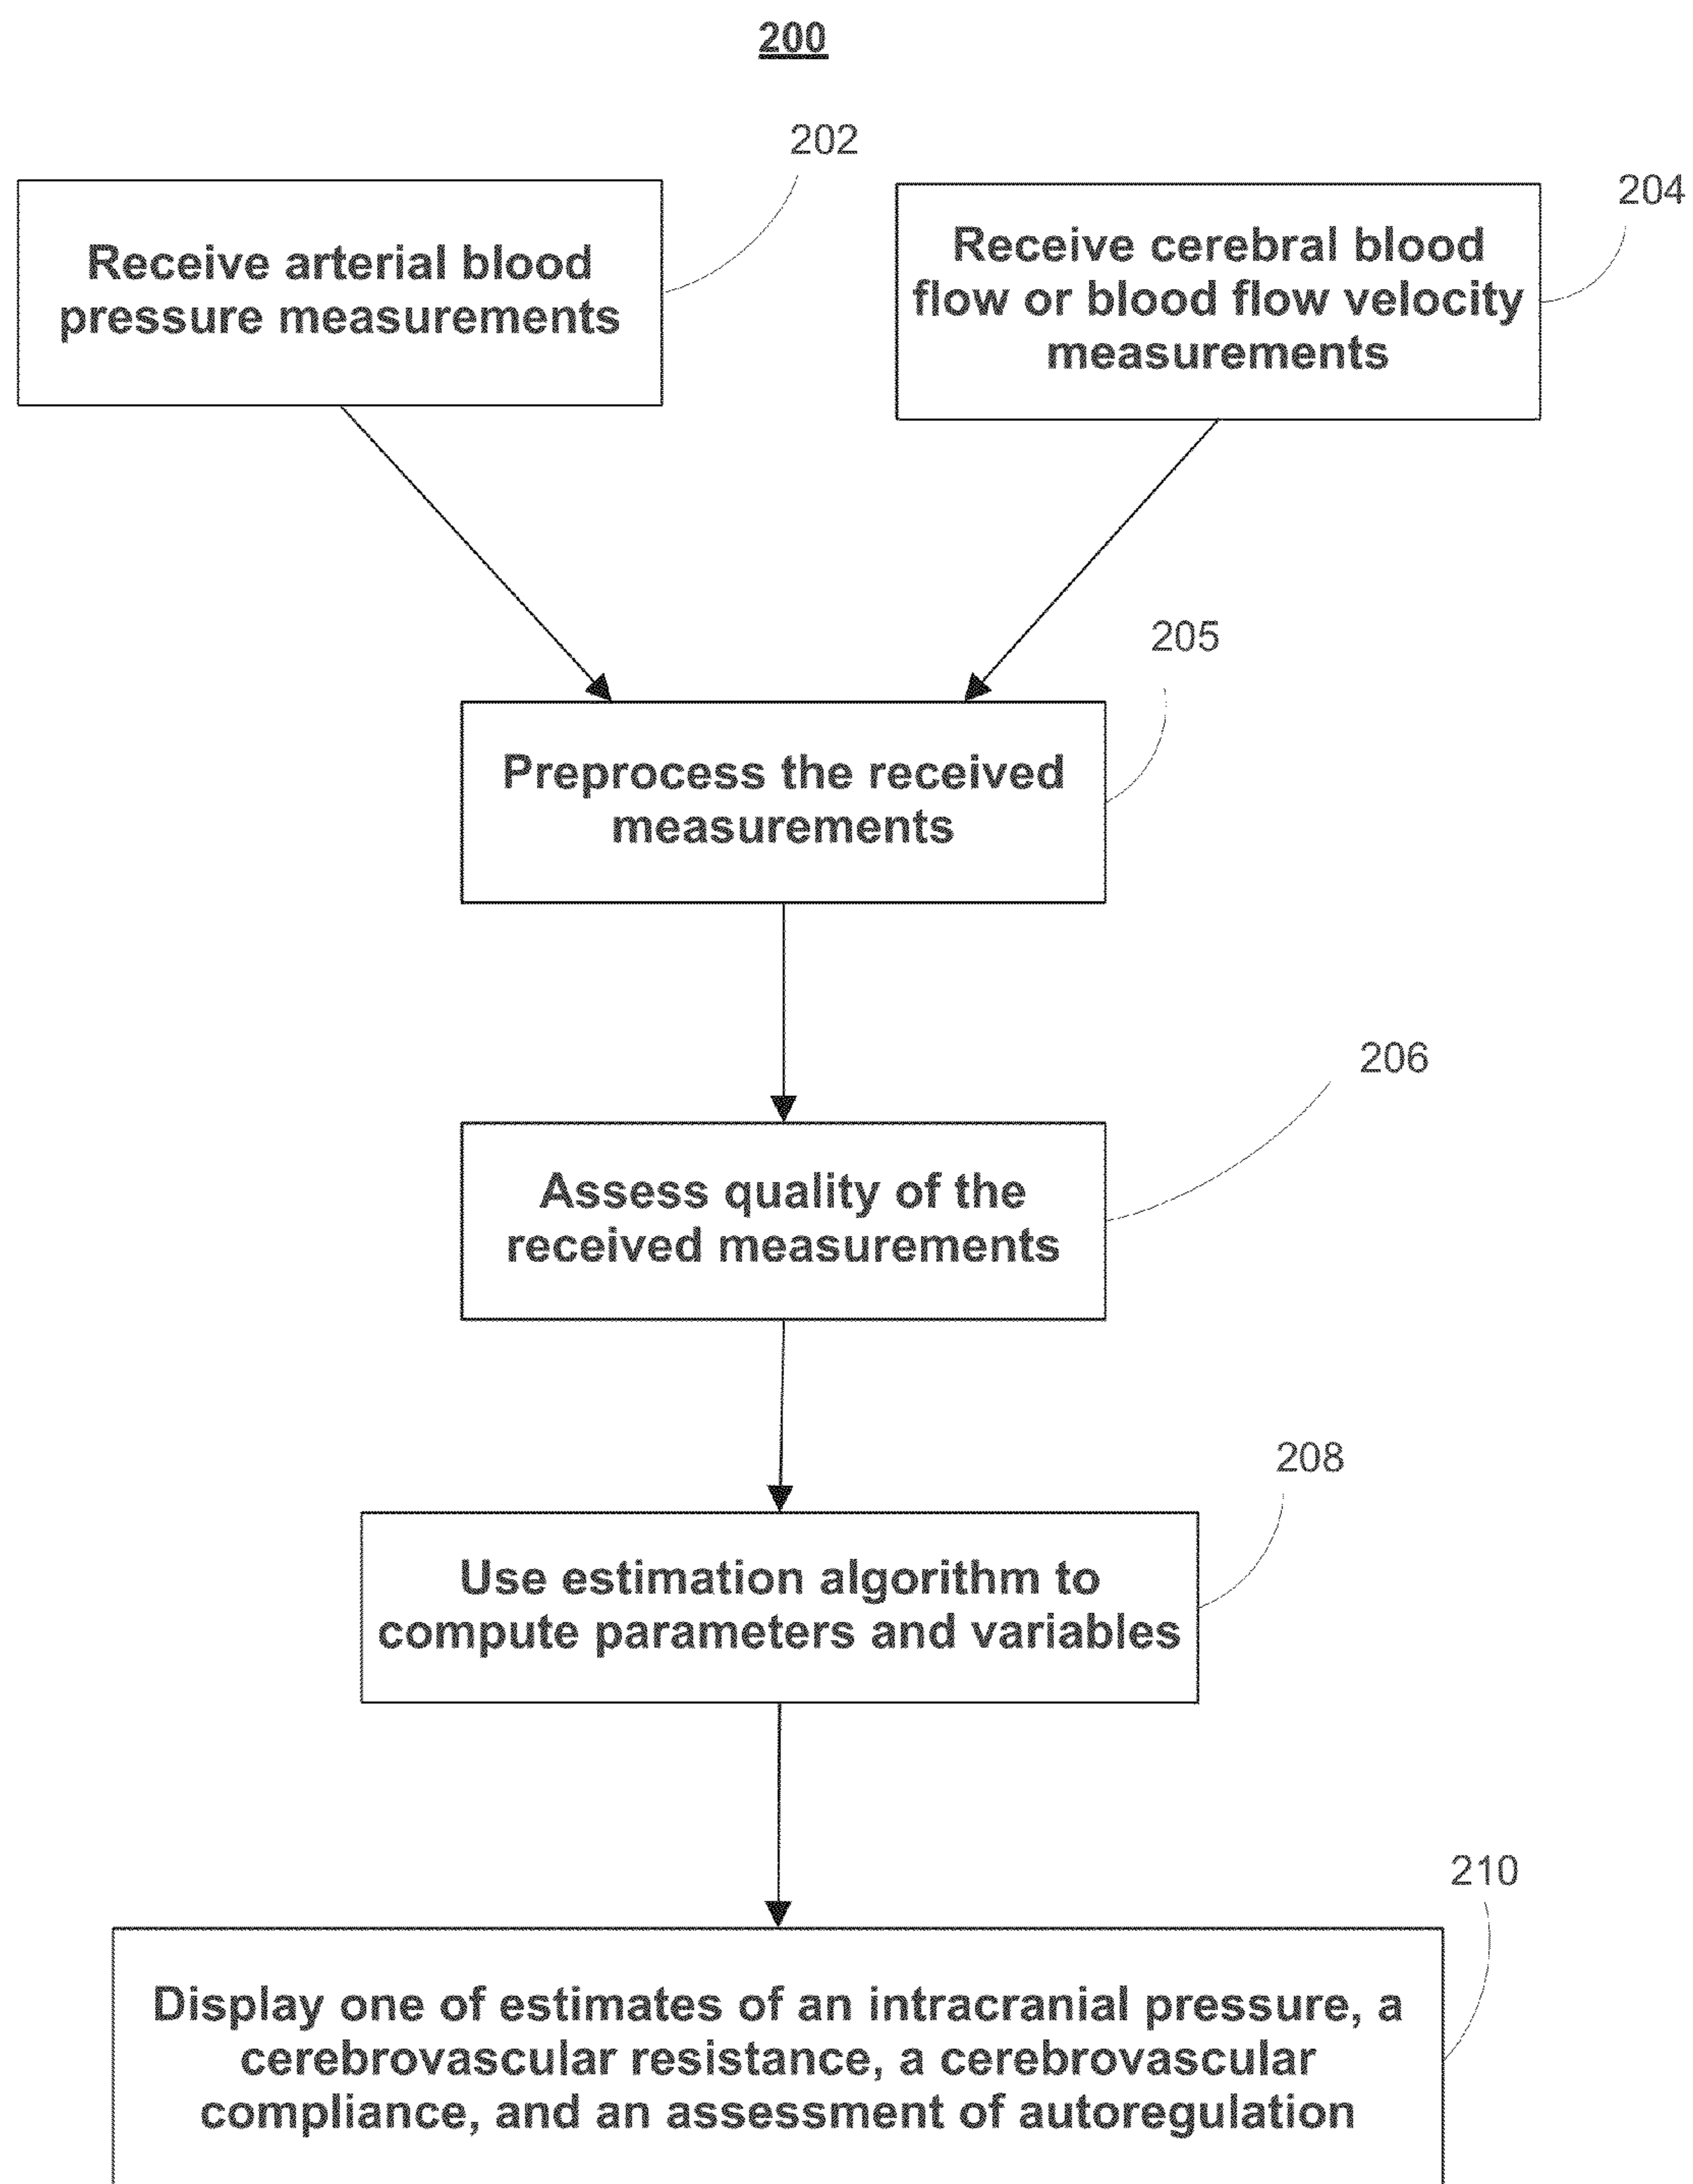 200
202
Receive arterial blood
pressure measurements
204
Receive cerebral blood
flow or blood flow velocity
measurements
205
Preprocess the received
measurements
206
Assess quality of the
received measurements
208
Use estimation algorithm to
compute parameters and variables
210
Display one of estimates of an intracranial pressure, a
cerebrovascular resistance, a cerebrovascular
compliance, and an assessment of autoregulation